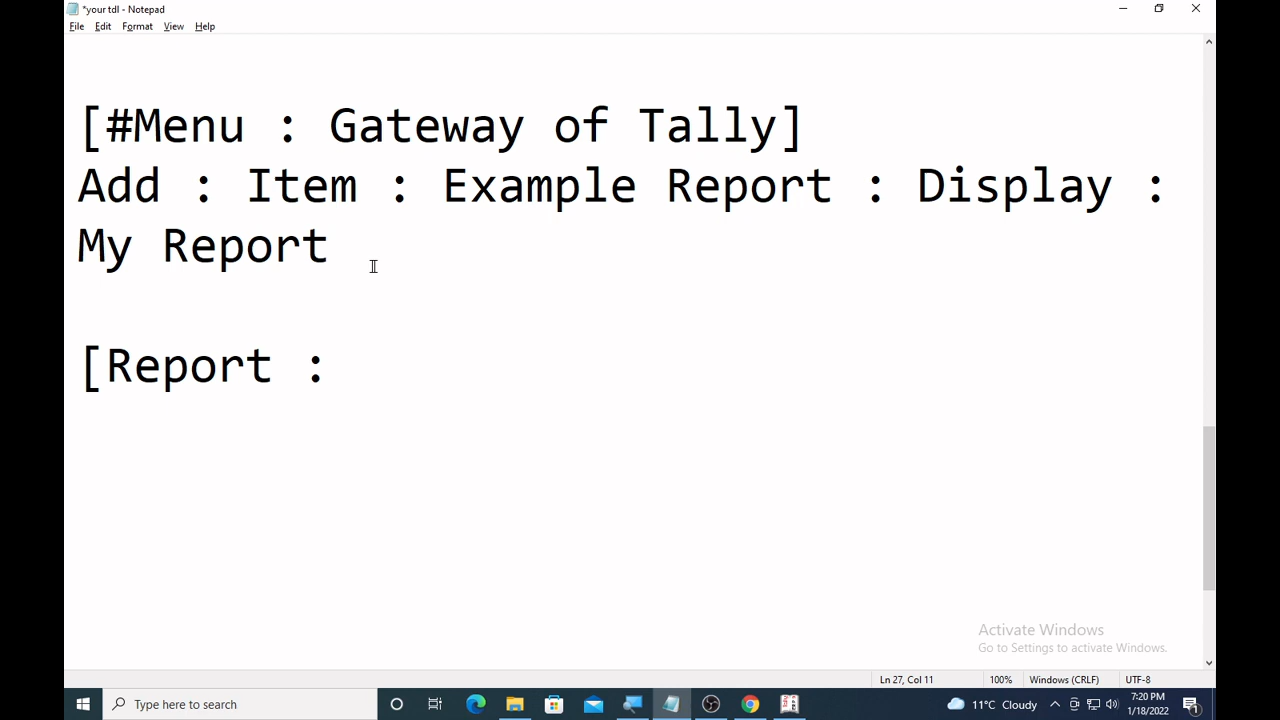 *your tdl - Notepad
File Edit Format View Help
[#Menu : Gateway of Tally]
Add : Item : Example Report : Display :
My Report
[Report :
Activate Windows
Go to Settings to activate Windows.
Ln 27, Col 11 100% Windows (CRLF) UTF-8
Type here to search
11°C Cloudy
7:20 PM
1/18/2022
1